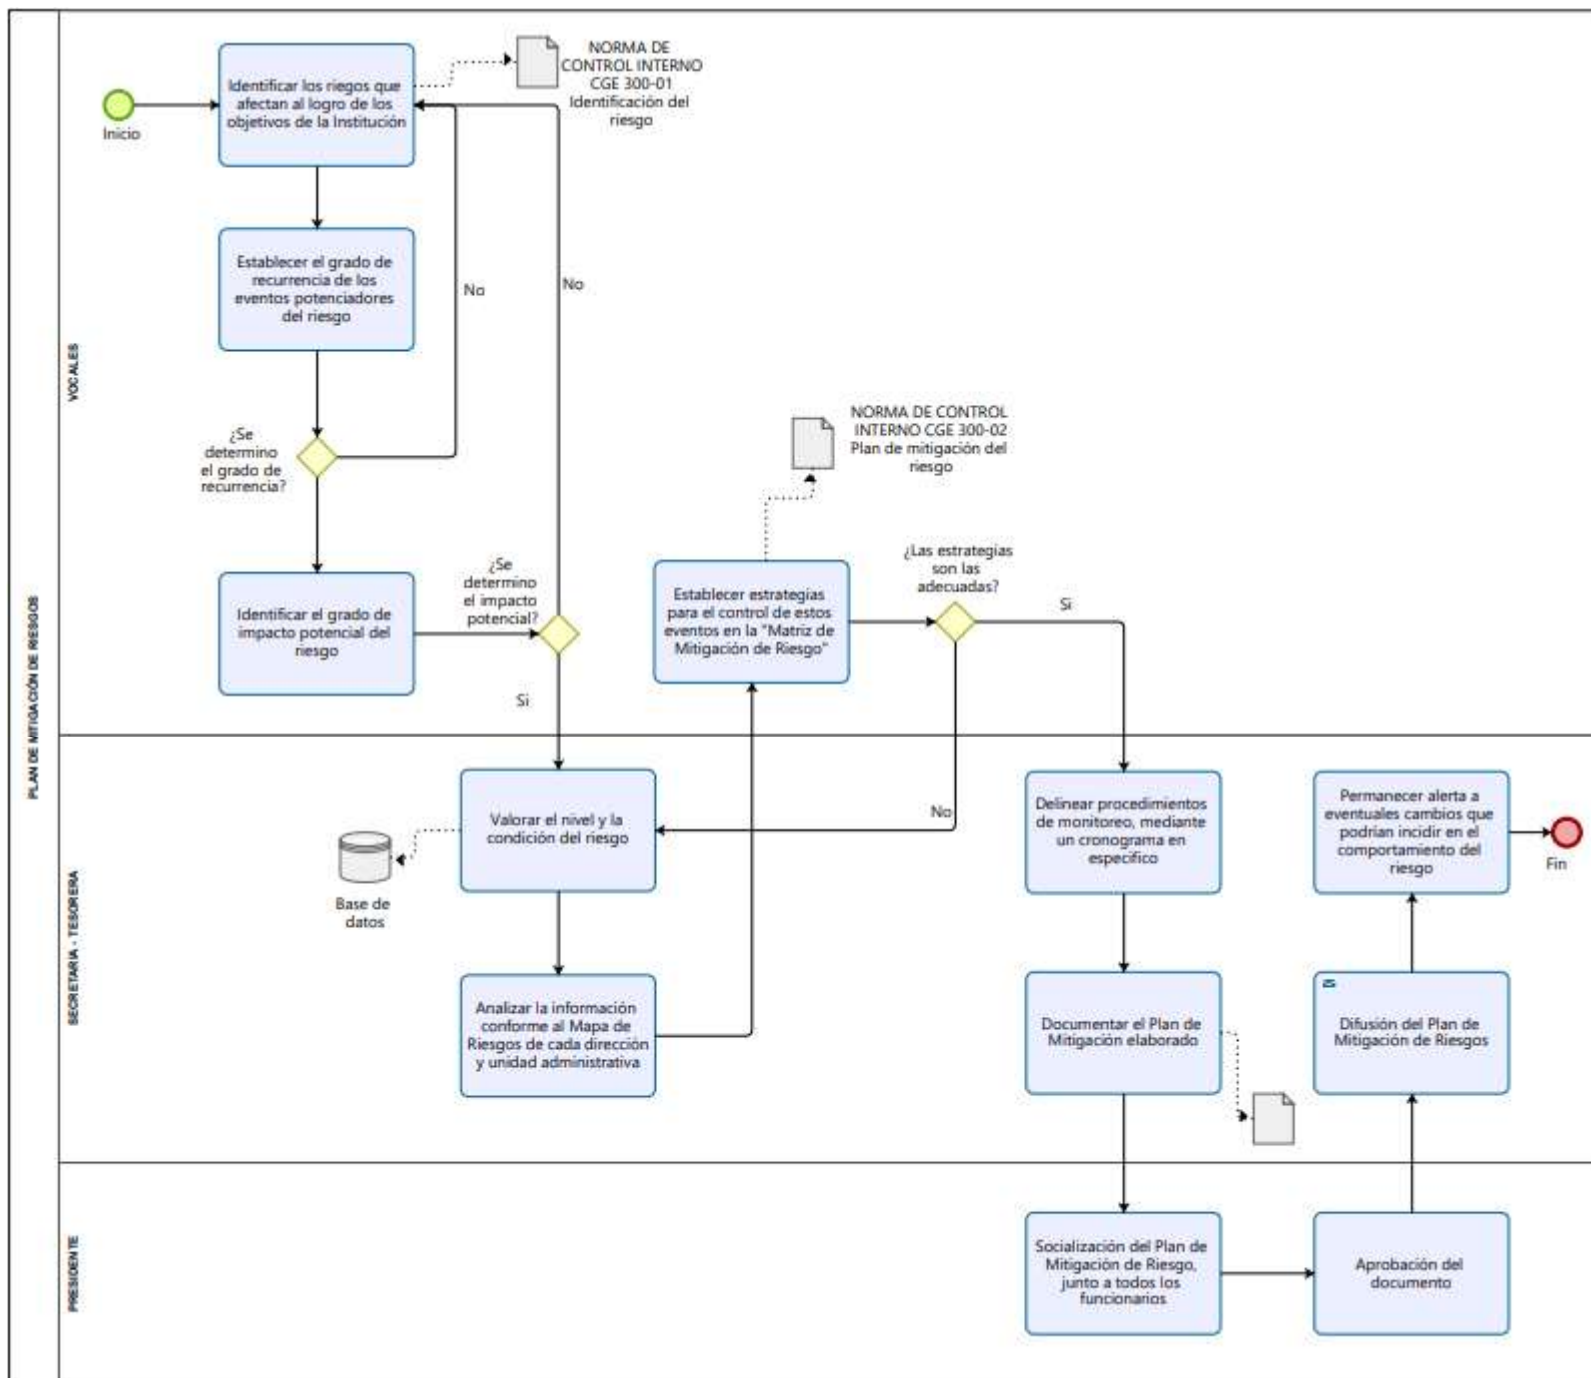 PLAN DE MITIGACIÓN DE RIESGOS
VOCALES
Inicio
Identificar los riegos que
afectan al logro de los
objetivos de la Institución
NORMA DE
CONTROL INTERNO
CGE 300-01
Identificación del
riesgo
Establecer el grado de
recurrencia de los
eventos potenciadores
del riesgo
No
No
¿Se
determino
el grado de
recurrencia?
Identificar el grado de
impacto potencial del
riesgo
¿Se
determino
el impacto
potencial?
Si
NORMA DE CONTROL
INTERNO CGE 300-02
Plan de mitigación del
riesgo
Establecer estrategias
para el control de estos
eventos en la "Matriz de
Mitigación de Riesgo"
¿Las estrategias
son las
adecuadas?
Si
SECRETARIA - TESORERA
Valorar el nivel y la
condición del riesgo
No
Base de
datos
Analizar la información
conforme al Mapa de
Riesgos de cada dirección
y unidad administrativa
Delinear procedimientos
de monitoreo, mediante
un cronograma en
especifico
Documentar el Plan de
Mitigación elaborado
Permanecer alerta a
eventuales cambios que
podrían incidir en el
comportamiento del
riesgo
Fin
Difusión del Plan de
Mitigación de Riesgos
PRESIDENTE
Socialización del Plan de
Mitigación de Riesgo,
junto a todos los
funcionarios
Aprobación del
documento